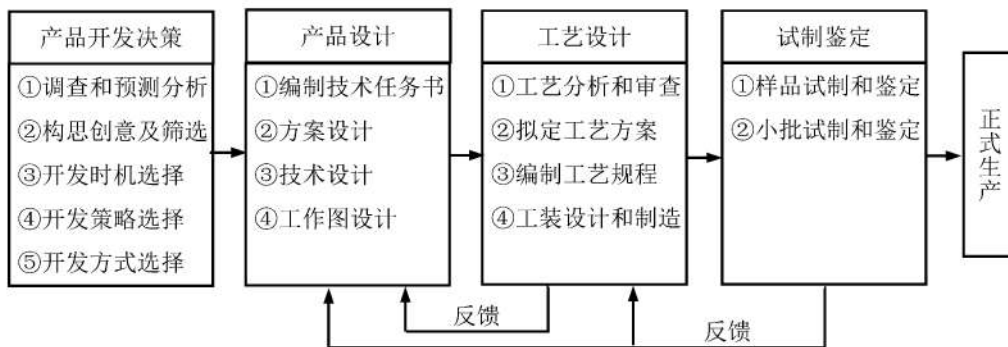 产品开发决策
①调查和预测分析
②构思创意及筛选
③开发时机选择
④开发策略选择
⑤开发方式选择
产品设计
①编制技术任务书
②方案设计
③技术设计
④工作图设计
工艺设计
①工艺分析和审查
②拟定工艺方案
③编制工艺规程
④工装设计和制造
试制鉴定
①样品试制和鉴定
②小批试制和鉴定
正式生产
反馈
反馈